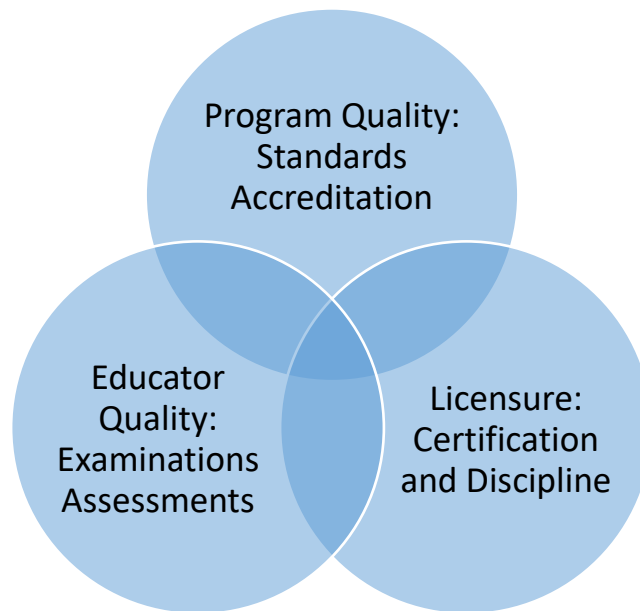 Program Quality:
Standards
Accreditation
Educator
Quality:
Examinations
Assessments
Licensure:
Certification
and Discipline